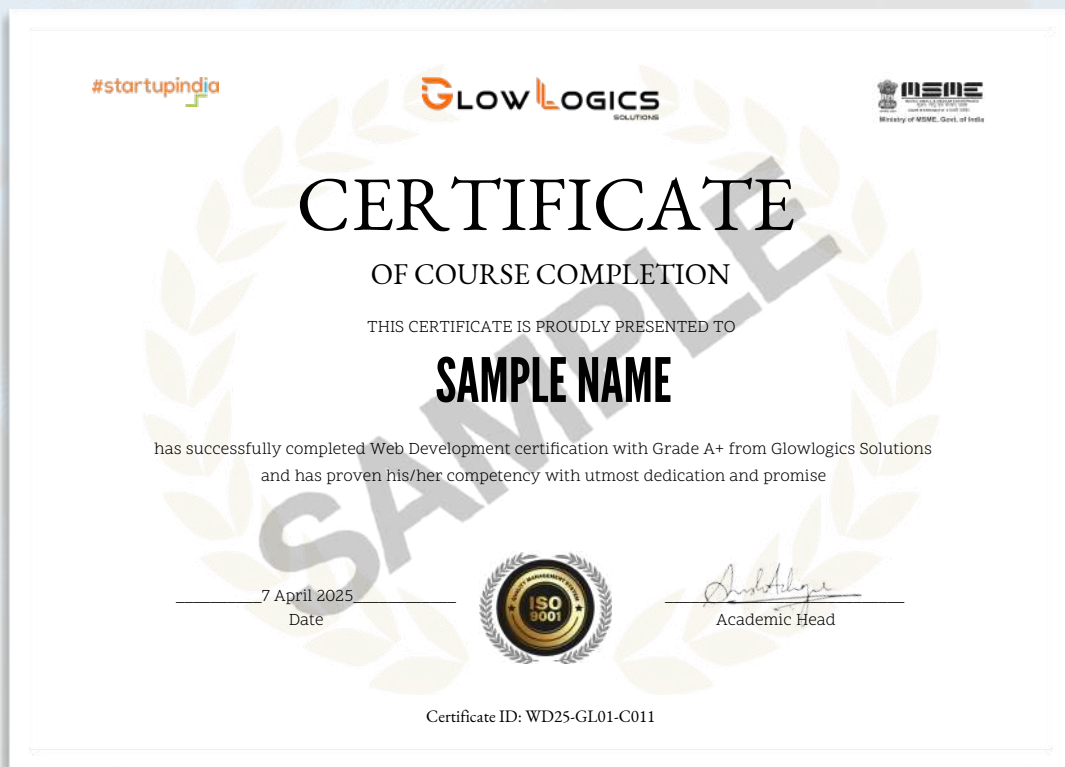 #startupindia
GLOW LOGICS
SOLUTIONS
MSME
Ministry of MSME, Govt. of India
CERTIFICATE
OF COURSE COMPLETION
THIS CERTIFICATE IS PROUDLY PRESENTED TO
SAMPLE NAME
SAMPLE
has successfully completed Web Development certification with Grade A+ from Glowlogics Solutions
and has proven his/her competency with utmost dedication and promise
7 April 2025
Date
QUALITY MANAGEMENT SYSTEM
ISO
9001
Academic Head
Certificate ID: WD25-GL01-C011